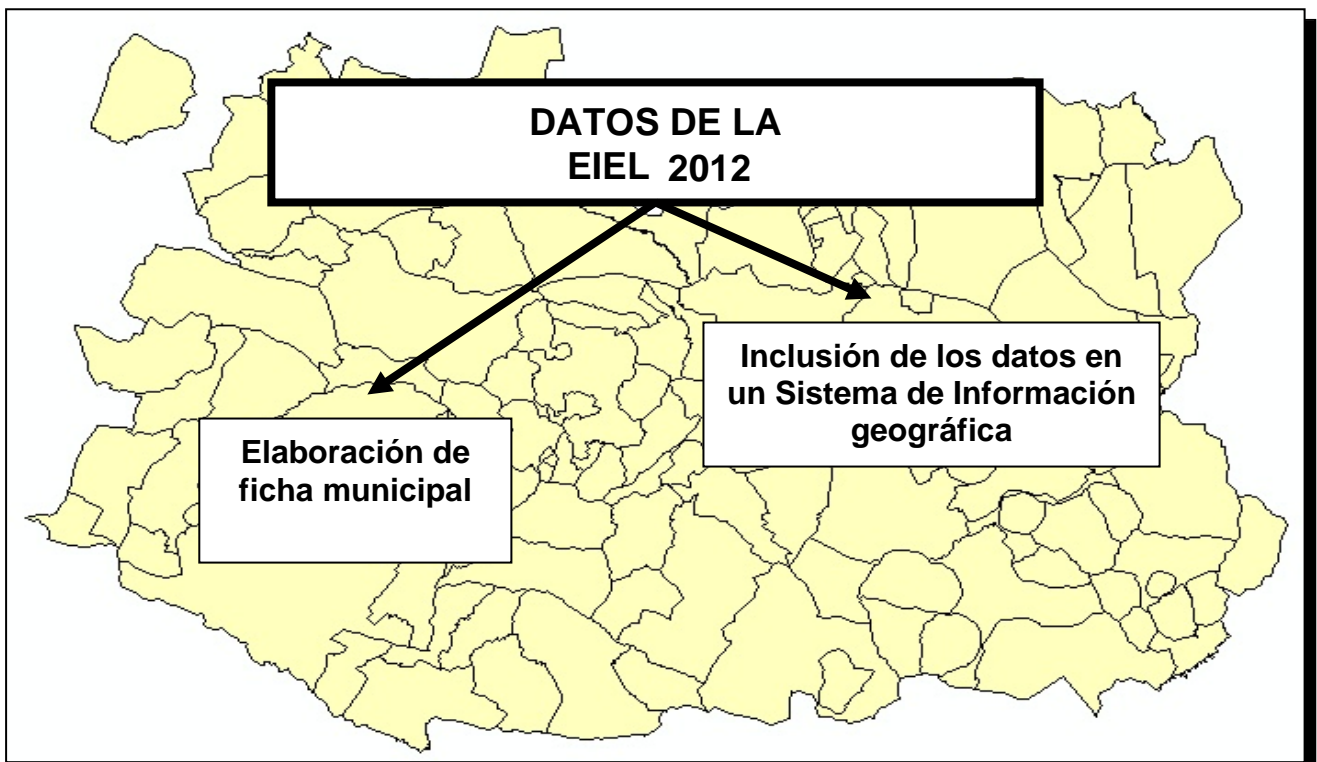 DATOS DE LA
EIEL 2012
Inclusión de los datos en
un Sistema de Información
geográfica
Elaboración de
ficha municipal